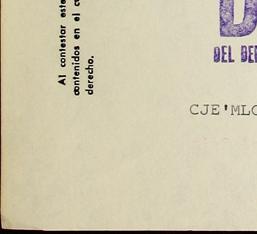 Al contestar este
contenidos en el c
derecho.
D
DEL DE
CJE'MLC